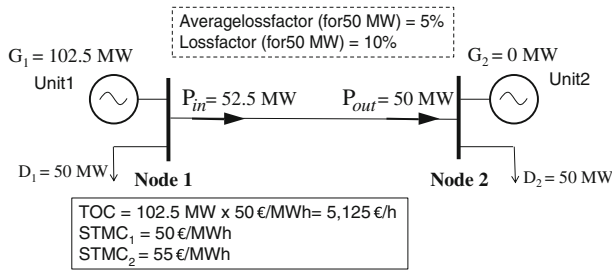 Averagelossfactor (for50 MW) = 5%
Lossfactor (for50 MW) = 10%
G1 = 102.5 MW
G2 = 0 MW
Unit1
Unit2
Pin = 52.5 MW
Pout = 50 MW
D1 = 50 MW
Node 1
Node 2
D2 = 50 MW
TOC = 102.5 MW x 50 €/MWh= 5,125 €/h
STMC1 = 50 €/MWh
STMC2 = 55 €/MWh